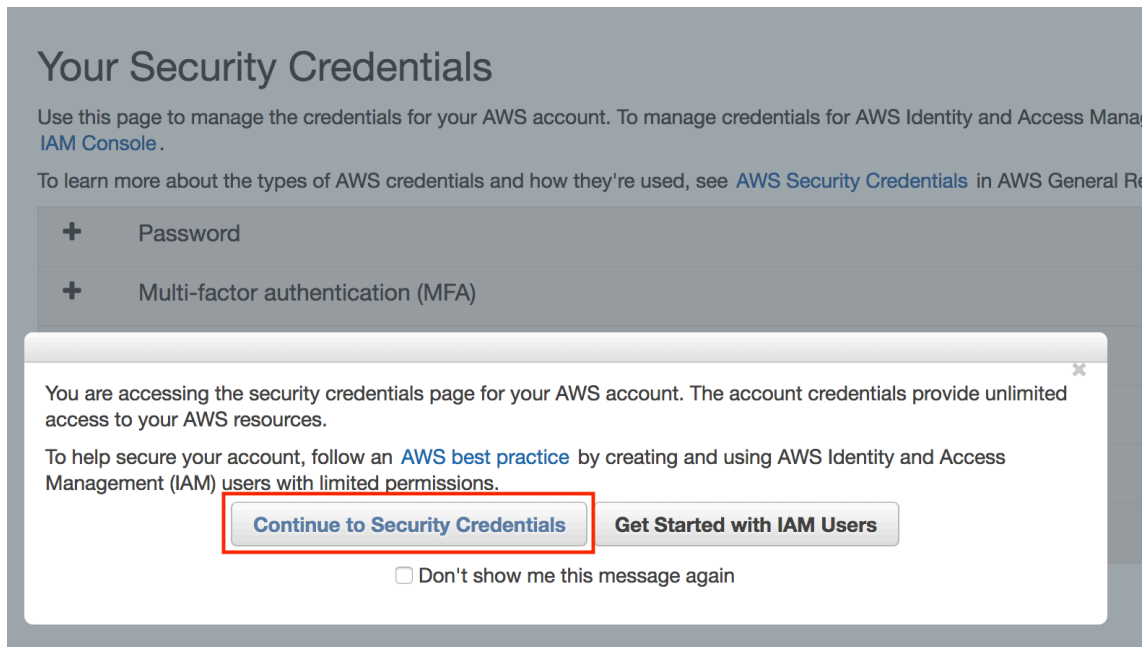 Your Security Credentials
Use this page to manage the credentials for your AWS account. To manage credentials for AWS Identity and Access
IAM Console.
To learn more about the types of AWS credentials and how they're used, see AWS Security Credentials in AWS General
Password
Multi-factor authentication (MFA)
You are accessing the security credentials page for your AWS account. The account credentials provide unlimited
access to your AWS resources.
To help secure your account, follow an AWS best practice by creating and using AWS Identity and Access
Management (IAM) users with limited permissions.
Continue to Security Credentials Get Started with IAM Users
Don't show me this message again